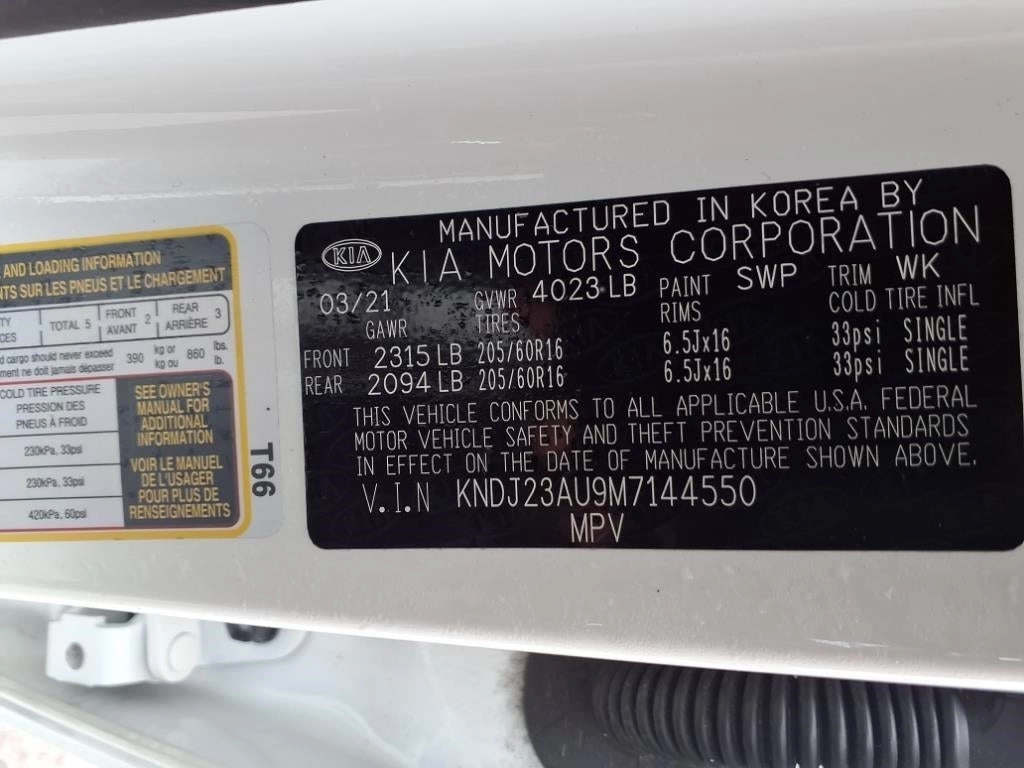 AND LOADING INFORMATION
NTS SUR LES PNEUS ET LE CHARGEMENT
TOTAL 5 FRONT AVANT 2 REAR ARRIÈRE 3
d cargo should never exceed
ment ne doit jamais dépasser 390 kg or kg ou 860 lbs. lb.
COLD TIRE PRESSURE
PRESSION DES
PNEUS À FROID
230kPa, 33psi
230kPa, 33psi
420kPa, 60psi
SEE OWNER'S
MANUAL FOR
ADDITIONAL
INFORMATION
VOIR LE MANUEL
DE L'USAGER
POUR PLUS DE
RENSEIGNEMENTS
T66
MANUFACTURED IN KOREA BY
KIA KIA MOTORS CORPORATION
03/21 GVWR 4023 LB PAINT SWP TRIM WK
GAWR TIRES RIMS COLD TIRE INFL
FRONT 2315 LB 205/60R16 6.5Jx16 33psi SINGLE
REAR 2094 LB 205/60R16 6.5Jx16 33psi SINGLE
THIS VEHICLE CONFORMS TO ALL APPLICABLE U.S.A. FEDERAL
MOTOR VEHICLE SAFETY AND THEFT PREVENTION STANDARDS
IN EFFECT ON THE DATE OF MANUFACTURE SHOWN ABOVE.
V.I.N KNDJ23AU9M7144550
MPV